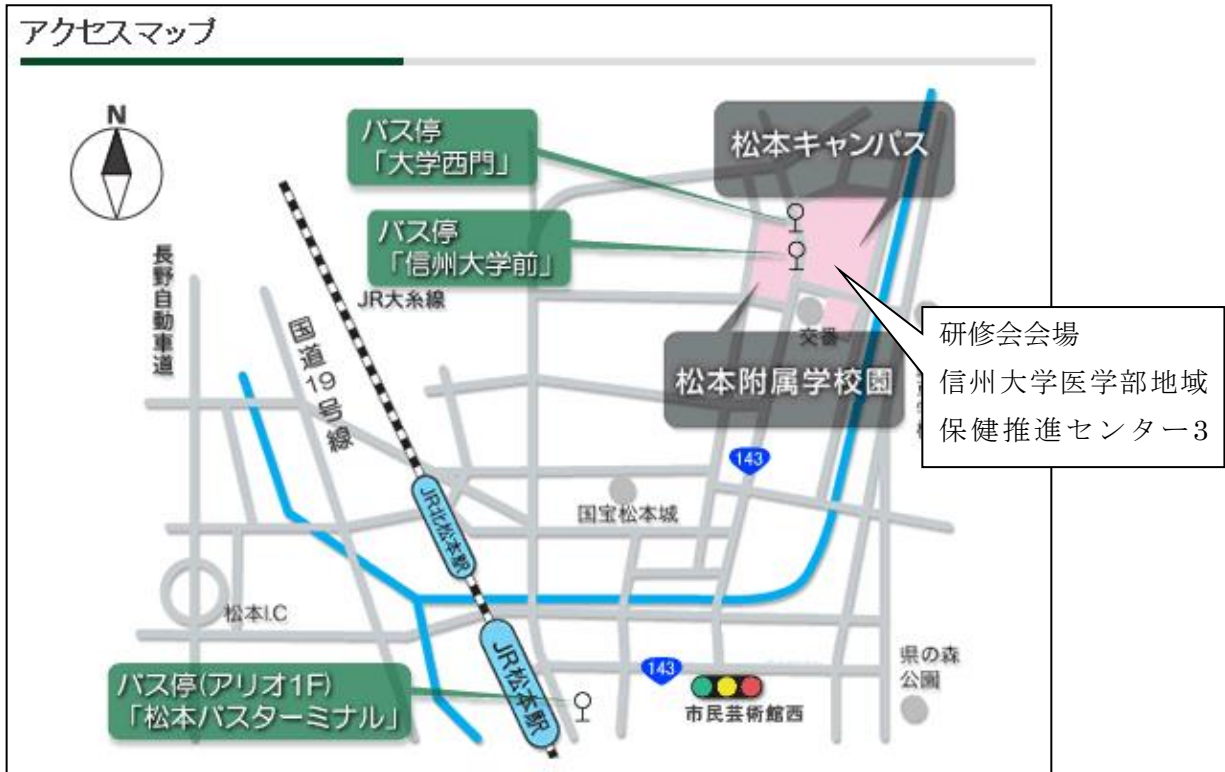 アクセスマップ
N
バス停
「大学西門」
松本キャンパス
バス停
「信州大学前」
長野自動車道
JR大糸線
国道19号線
交番
松本附属学校園
研修会会場
信州大学医学部地域
保健推進センター3
143
JR北松本駅
国宝松本城
松本I.C
JR松本駅
バス停(アリオ1F)
「松本バスターミナル」
143
市民芸術館西
県の森
公園